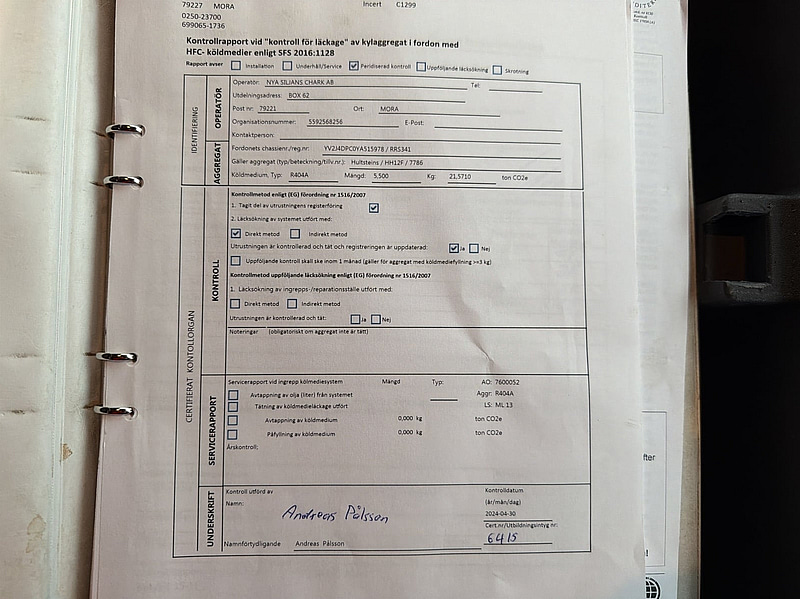 79227 MORA Incert C1299
0250-23700
699065-1736
Kontrollrapport vid "kontroll för läckage" av kylaggregat i fordon med
HFC- köldmedier enligt SFS 2016:1128
Rapport avser Installation Underhåll/Service Peridiserad kontroll Uppföljande läcksökning Skrotning
IDENTIFIERING
OPERATÖR
Operatör: NYA SILJANS CHARK AB Tel:
Utdelningsadress: BOX 62
Post nr: 79221 Ort: MORA
Organisationsnummer: 5592568256 E-Post:
Kontaktperson:
AGGREGAT
Fordonets chassienr./reg.nr: YV2J4DPC0YA515978 / RRS341
Gäller aggregat (typ/beteckning/tillv.nr.): Hultsteins / HH12F / 7786
Köldmedium, Typ: R404A Mängd: 5,500 Kg: 21,5710 ton CO2e
CERTIFIERAT KONTOLLORGAN
KONTROLL
Kontrollmetod enligt (EG) förordning nr 1516/2007
1. Tagit del av utrustningens registerföring
2. Läcksökning av systemet utfört med:
Direkt metod Indirekt metod
Utrustningen är kontrollerad och tät och registreringen är uppdaterad: Ja Nej
Uppföljande kontroll skall ske inom 1 månad (gäller för aggregat med köldmediefyllning >=3 kg)
Kontrollmetod uppföljande läcksökning enligt (EG) förordning nr 1516/2007
1. Läcksökning av ingrepps-/reparationsställe utfört med:
Direkt metod Indirekt metod
Utrustningen är kontrollerad och tät: Ja Nej
Noteringar (obligatoriskt om aggregat inte är tätt)
SERVICERAPPORT
Servicerapport vid ingrepp kölmediesystem Mängd Typ: AO: 7600052
Avtappning av olja (liter) från systemet Aggr: R404A
Tätning av köldmedieläckage utfört LS: ML 13
Avtappning av köldmedium 0,000 kg ton CO2e
Påfyllning av köldmedium 0,000 kg ton CO2e
Årskontroll;
UNDERSKRIFT
Kontroll utförd av Kontrolldatum
Namn: (år/mån/dag)
Andreas Pålsson 2024-04-30
Cert.nr/Utbildningsintyg nr:
6415
Namnförtydligande Andreas Pålsson
fter